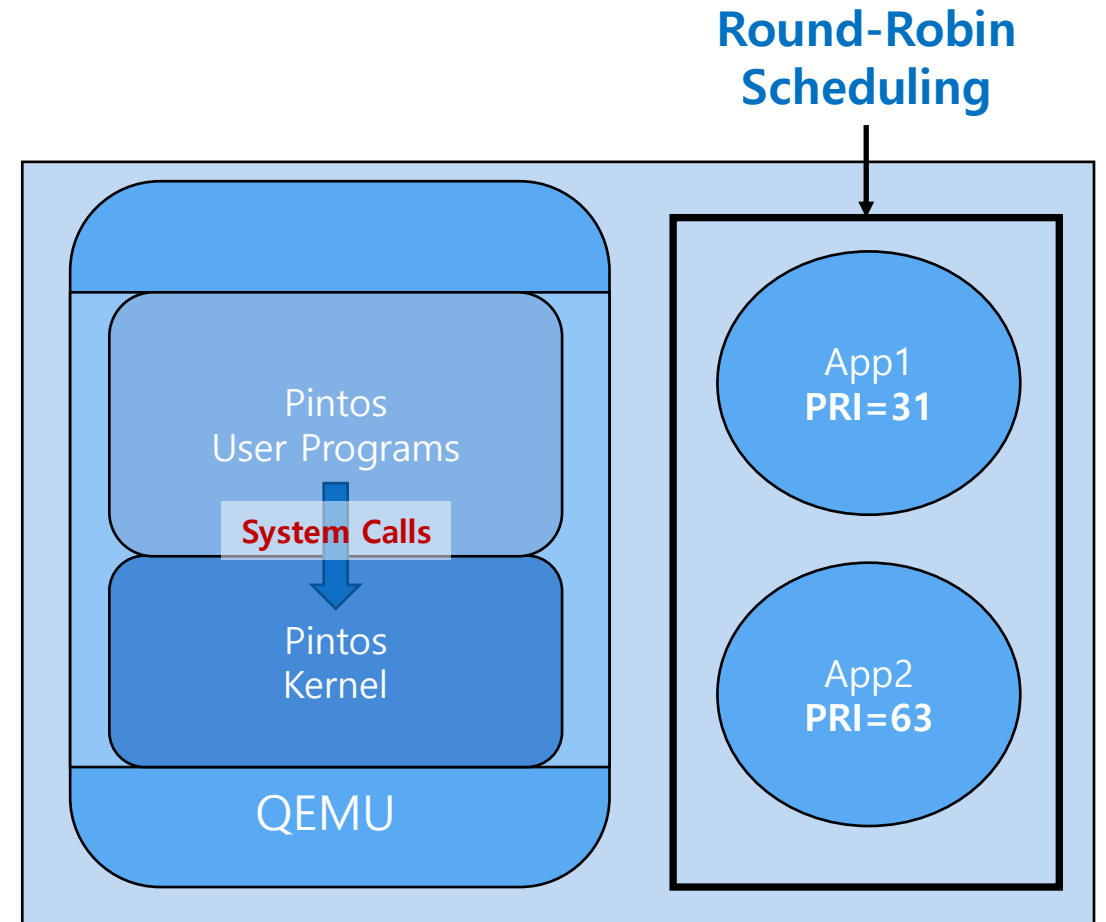 Round-Robin
Scheduling
Pintos
User Programs
System Calls
Pintos
Kernel
QEMU
App1
PRI=31
App2
PRI=63